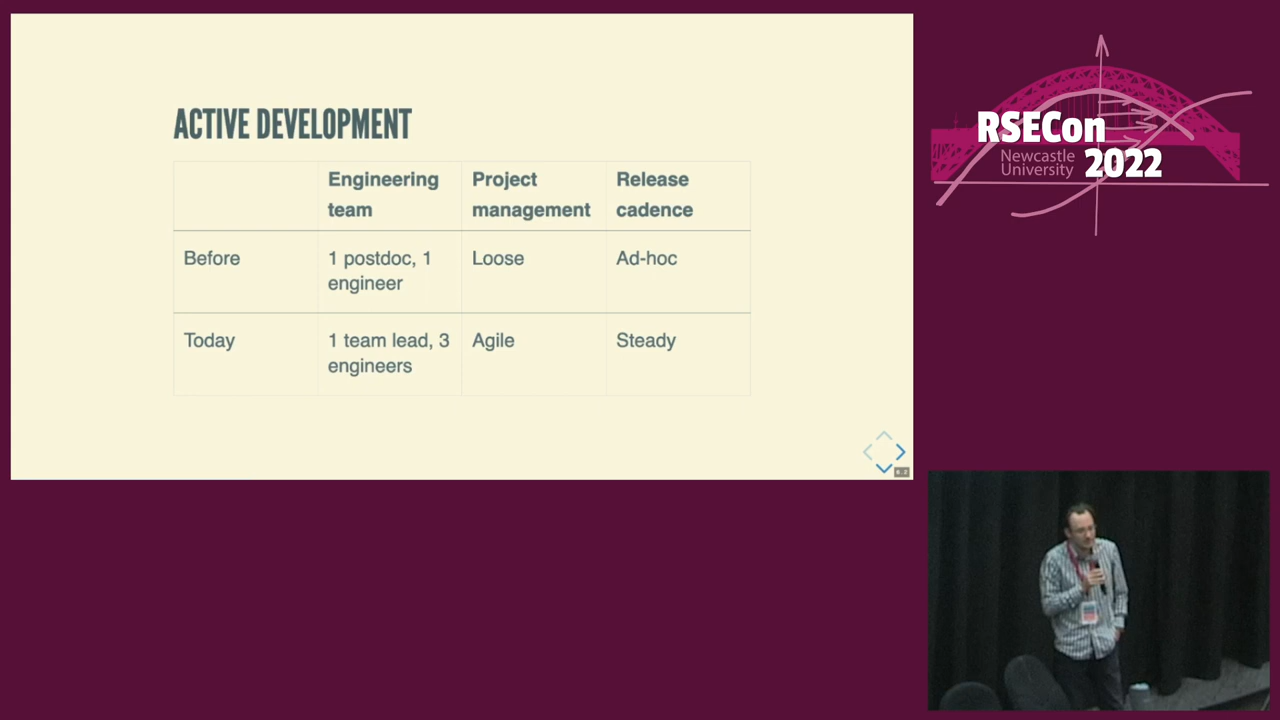 ACTIVE DEVELOPMENT
Engineering team
Project management
Release cadence
Before
1 postdoc, 1 engineer
Loose
Ad-hoc
Today
1 team lead, 3 engineers
Agile
Steady
RSECon
Newcastle
University
2022